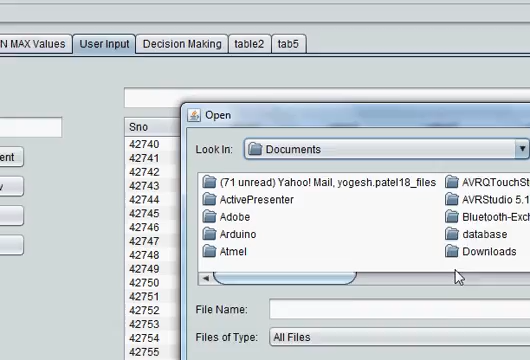 N MAX Values User Input Decision Making table2 tab5
Open
Sno
Look In: Documents
ent
42740
42741
42742
42743
42744
42745
42746
42747
42748
42749
42750
42751
42752
42753
42754
42755
(71 unread) Yahoo! Mail, yogesh.patel18_files
ActivePresenter
Adobe
Arduino
Atmel
AVRQTouchSt
AVRStudio 5.1
Bluetooth-Exch
database
Downloads
File Name:
Files of Type: All Files